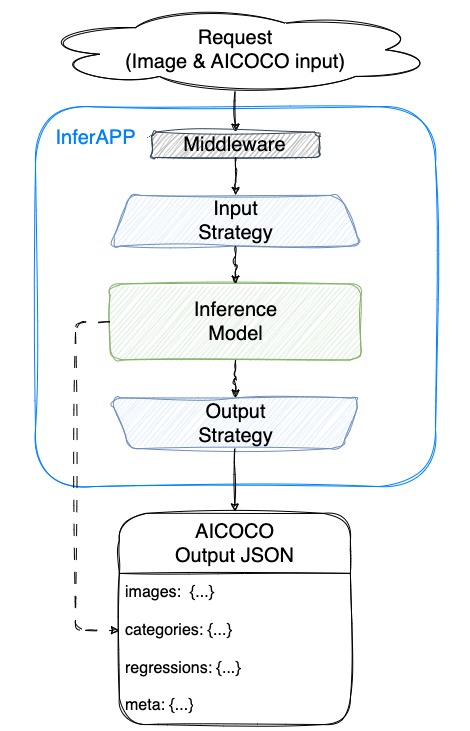 Request
(Image & AICOCO input)
InferAPP
Middleware
Input
Strategy
Inference
Model
Output
Strategy
AICOCO
Output JSON
images: {...}
categories: {...}
regressions: {...}
meta: {...}